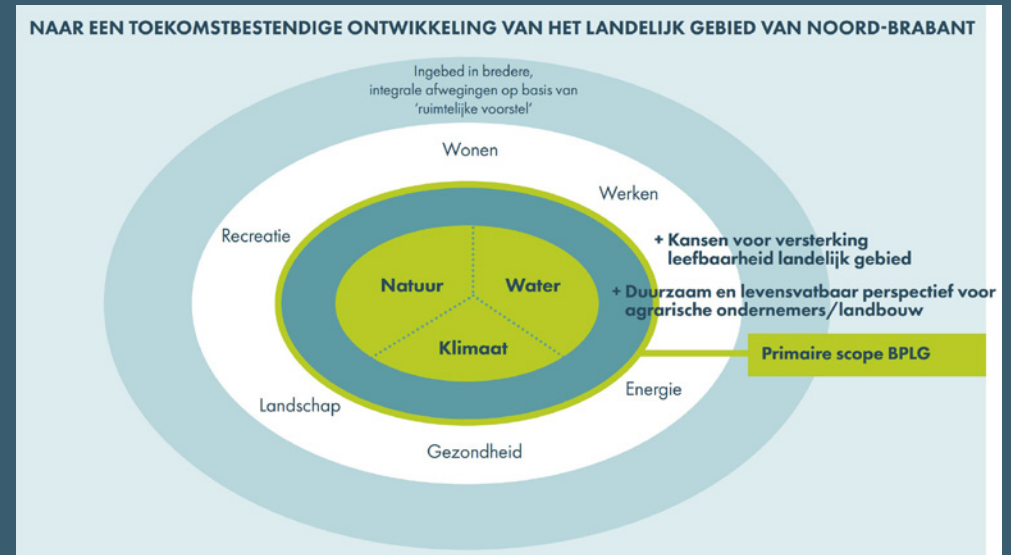 NAAR EEN TOEKOMSTBESTENDIGE ONTWIKKELING VAN HET LANDELIJK GEBIED VAN NOORD-BRABANT
Ingebed in bredere,
integrale afwegingen op basis van
'ruimtelijke voorstel'
Wonen
Werken
Recreatie
+ Kansen voor versterking
leefbaarheid landelijk gebied
Natuur
Water
+ Duurzaam en levensvatbaar perspectief voor
agrarische ondernemers/landbouw
Klimaat
Primaire scope BPLG
Energie
Landschap
Gezondheid